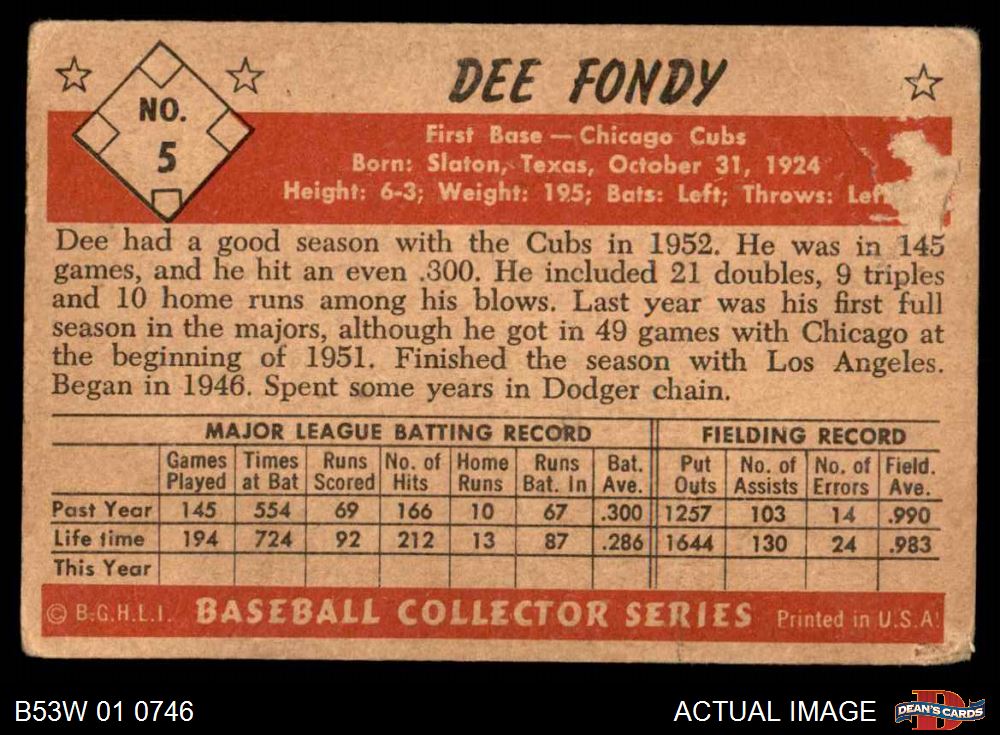 NO.
5
DEE FONDY
First Base — Chicago Cubs
Born: Slaton, Texas, October 31, 1924
Height: 6-3; Weight: 195; Bats: Left; Throws: Lef
Dee had a good season with the Cubs in 1952. He was in 145
games, and he hit an even .300. He included 21 doubles, 9 triples
and 10 home runs among his blows. Last year was his first full
season in the majors, although he got in 49 games with Chicago at
the beginning of 1951. Finished the season with Los Angeles.
Began in 1946. Spent some years in Dodger chain.
MAJOR LEAGUE BATTING RECORD FIELDING RECORD
Games Times Runs No. of Home Runs Bat. Put No. of No. of Field.
Played at Bat Scored Hits Runs Bat. In Ave. Outs Assists Errors Ave.
Past Year 145 554 69 166 10 67 .300 1257 103 14 .990
Life time 194 724 92 212 13 87 .286 1644 130 24 .983
This Year
© B.G.H.L.I. BASEBALL COLLECTOR SERIES Printed in U.S.A.
B53W 01 0746
ACTUAL IMAGE
D
DEAN'S CARDS